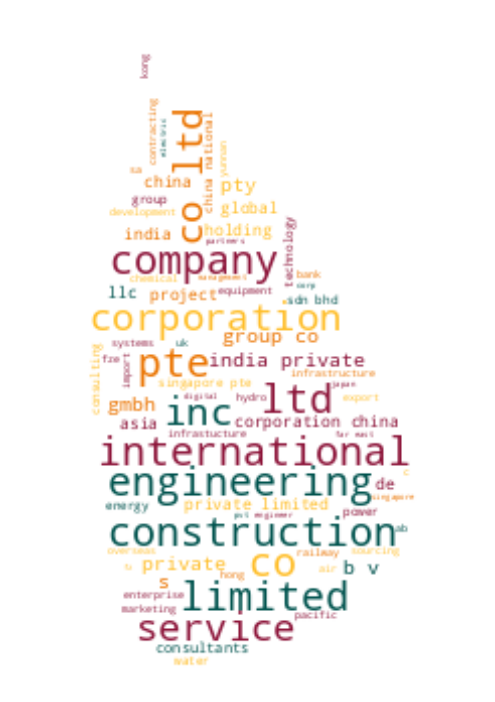 kong
contracting
electric
co ltd
china national
yunnan
sa
china
pty
group
development
global
india
holding
partners
technology
company
chemical
management
bank
corp
llc
project
equipment
sdn bhd
corporation
group co
systems
uk
fze
import
pte
india private
infrastructure
consulting
singapore pte
japan
gmbh
inc
digital
hydro
ltd
export
asia
corporation china
infrastucture
far east
international
engineering
de
c
singapore
energy
private limited
power
engineer
construction
ab
overseas
private
co
railway
sourcing
air
b v
hong
s
enterprise
limited
marketing
pacific
service
consultants
water